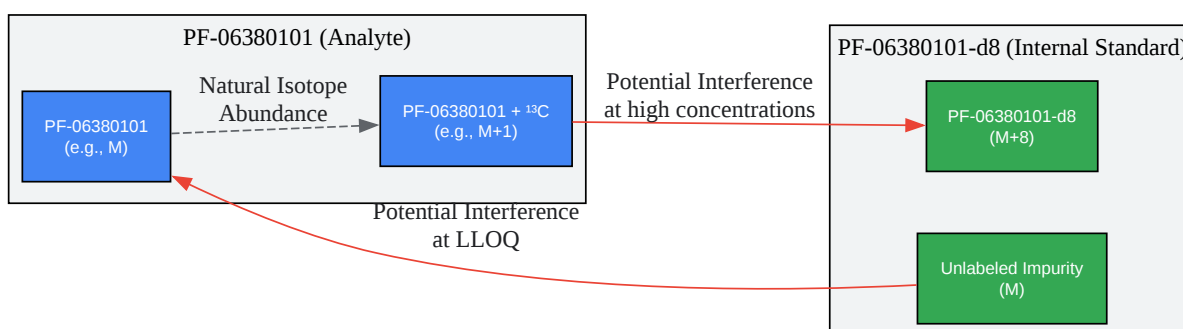 PF-06380101 (Analyte)
Natural Isotope
Abundance
PF-06380101
(e.g., M)
PF-06380101 + ¹³C
(e.g., M+1)
Potential Interference
at high concentrations
PF-06380101-d8 (Internal Standard)
PF-06380101-d8
(M+8)
Potential Interference
at LLOQ
Unlabeled Impurity
(M)